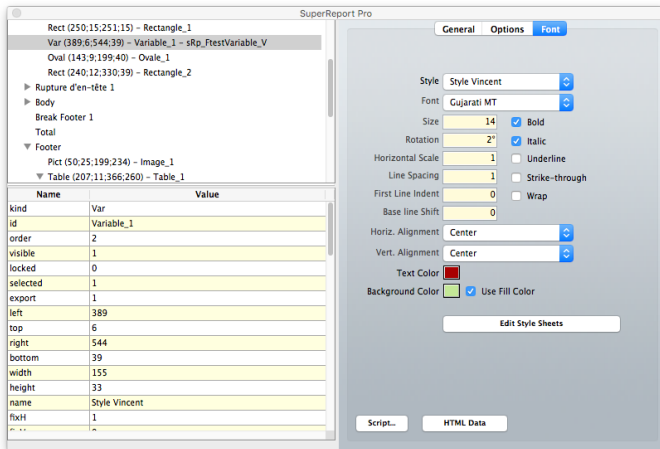 SuperReport Pro
Rect (250;15;251;15) – Rectangle_1
Var (389;6;544;39) – Variable_1 – sRp_FtestVariable_V
Oval (143;9;199;40) – Ovale_1
Rect (240;12;330;39) – Rectangle_2
Rupture d'en-tête 1
Body
Break Footer 1
Total
Footer
Pict (50;25;199;234) – Image_1
Table (207;11;366;260) – Table_1
Name Value
kind Var
id Variable_1
order 2
visible 1
locked 0
selected 1
export 1
left 389
top 6
right 544
bottom 39
width 155
height 33
name Style Vincent
fixH 1
General Options Font
Style Style Vincent
Font Gujarati MT
Size 14 Bold
Rotation 2° Italic
Horizontal Scale 1 Underline
Line Spacing 1 Strike-through
First Line Indent 0 Wrap
Base line Shift 0
Horiz. Alignment Center
Vert. Alignment Center
Text Color
Background Color Use Fill Color
Edit Style Sheets
Script... HTML Data